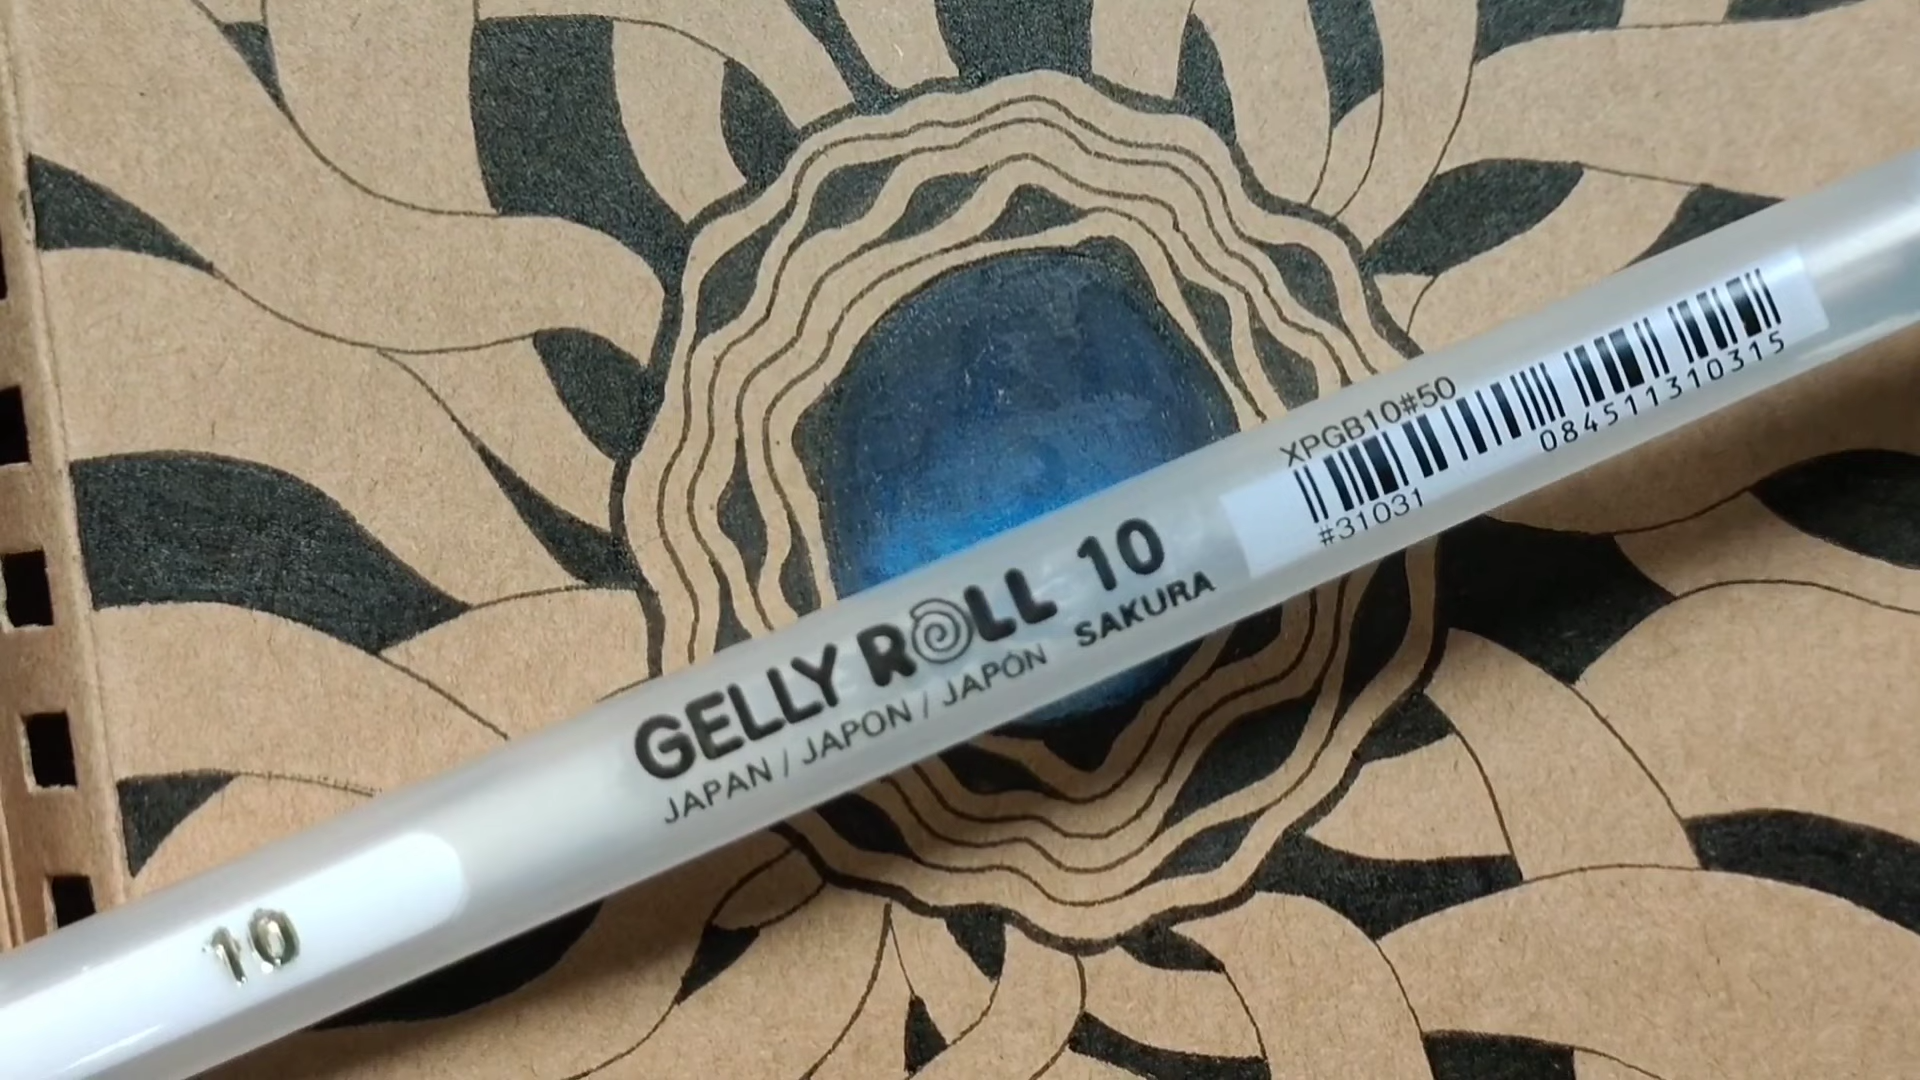 GELLY ROLL 10
JAPAN / JAPON / JAPÓN SAKURA
XPGB10#50
084511310315
#31031
10